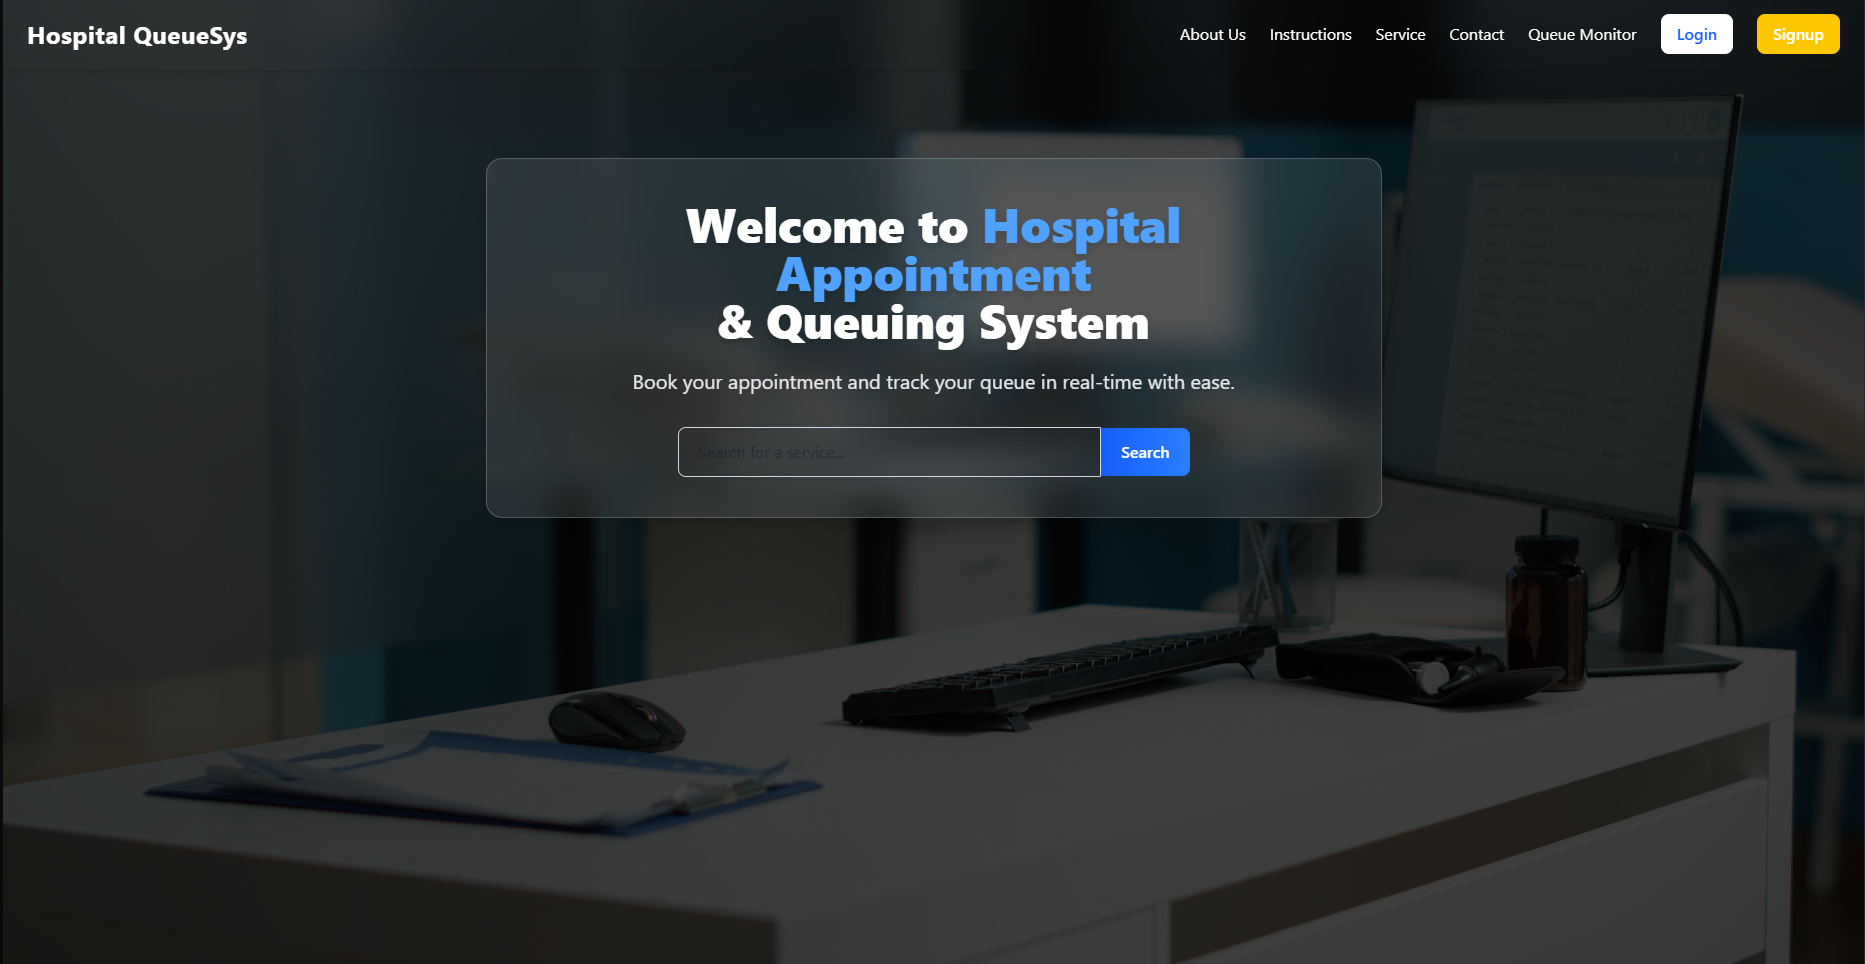 Hospital QueueSys
About Us Instructions Service Contact Queue Monitor Login Signup
Welcome to Hospital
Appointment
& Queuing System
Book your appointment and track your queue in real-time with ease.
Search for a service...
Search